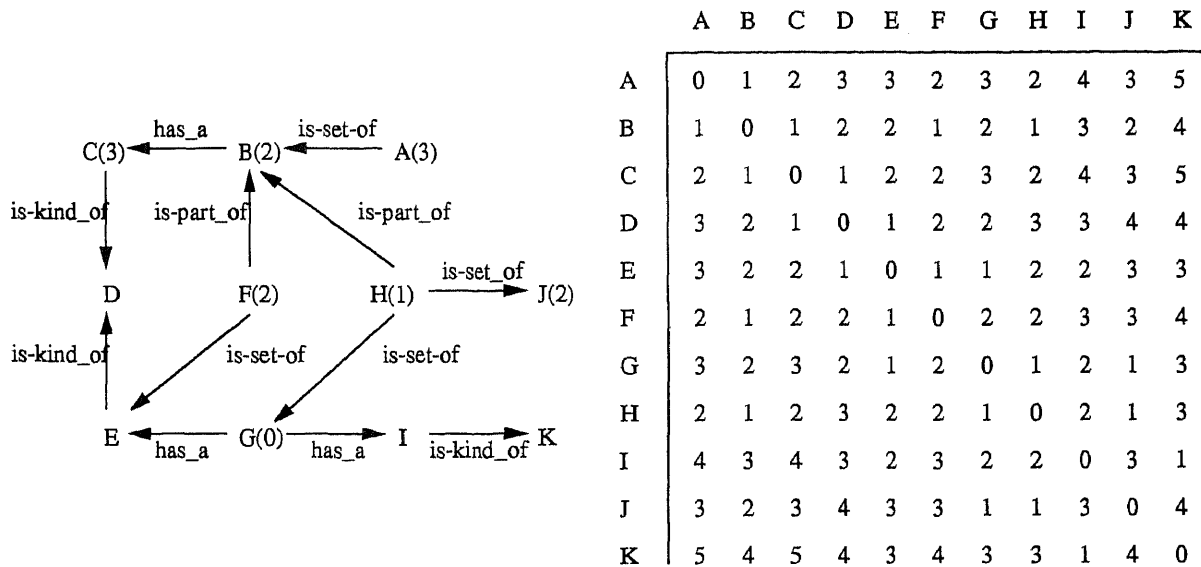 has_a is-set-of
C(3) B(2) A(3)
is-kind_of is-part_of is-part_of
is-set_of
D F(2) H(1) J(2)
is-kind_of is-set-of is-set-of
E G(0) I K
has_a has_a is-kind_of
A B C D E F G H I J K
A 0 1 2 3 3 2 3 2 4 3 5
B 1 0 1 2 2 1 2 1 3 2 4
C 2 1 0 1 2 2 3 2 4 3 5
D 3 2 1 0 1 2 2 3 3 4 4
E 3 2 2 1 0 1 1 2 2 3 3
F 2 1 2 2 1 0 2 2 3 3 4
G 3 2 3 2 1 2 0 1 2 1 3
H 2 1 2 3 2 2 1 0 2 1 3
I 4 3 4 3 2 3 2 2 0 3 1
J 3 2 3 4 3 3 1 1 3 0 4
K 5 4 5 4 3 4 3 3 1 4 0